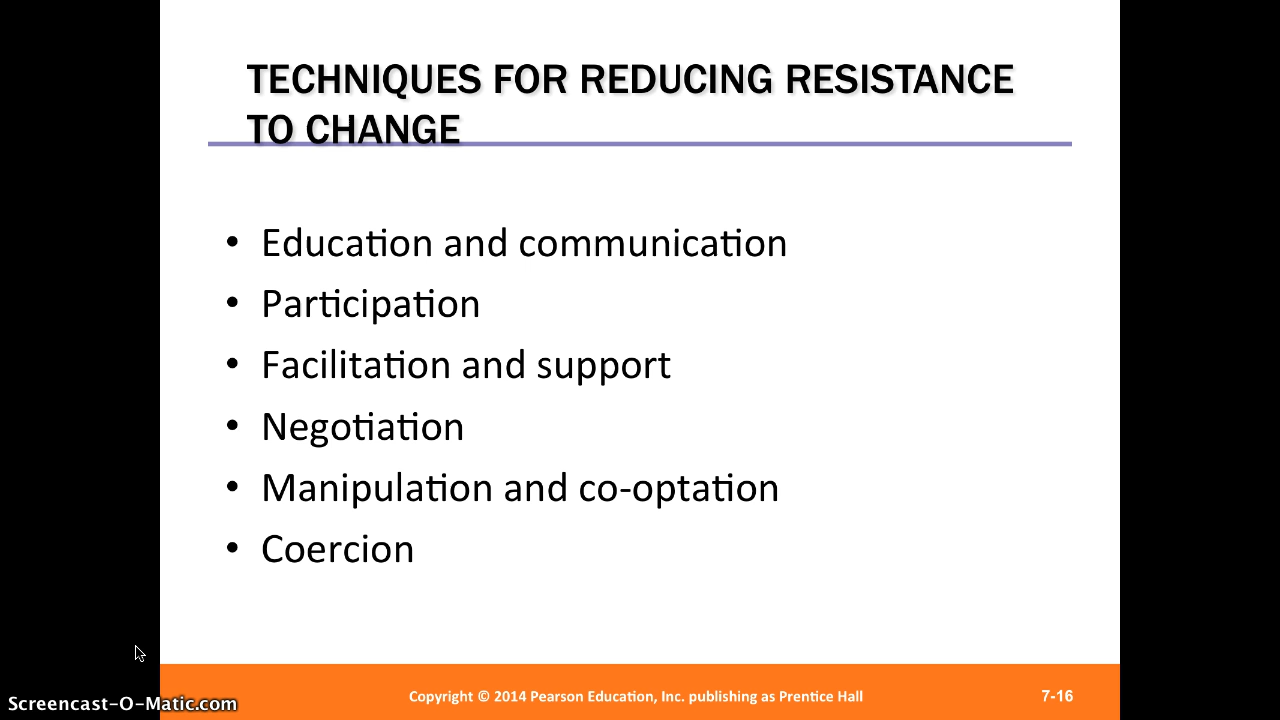 TECHNIQUES FOR REDUCING RESISTANCE
TO CHANGE
• Education and communication
• Participation
• Facilitation and support
• Negotiation
• Manipulation and co-optation
• Coercion
Copyright © 2014 Pearson Education, Inc. publishing as Prentice Hall
7-16
Screencast-O-Matic.com